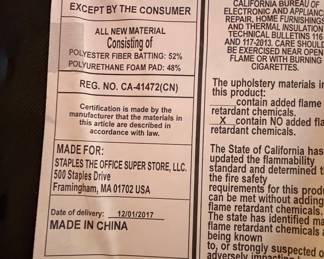 EXCEPT BY THE CONSUMER
ALL NEW MATERIAL
Consisting of
POLYESTER FIBER BATTING: 52%
POLYURETHANE FOAM PAD: 48%
REG. NO. CA-41472(CN)
Certification is made by the
manufacturer that the materials in
this article are described in
accordance with law.
MADE FOR:
STAPLES THE OFFICE SUPER STORE, LLC.
500 Staples Drive
Framingham, MA 01702 USA
Date of delivery: 12/01/2017
MADE IN CHINA
CALIFORNIA BUREAU OF
ELECTRONIC AND APPLIANC
REPAIR, HOME FURNISHINGS
AND THERMAL INSULATION
TECHNICAL BULLETINS 116
AND 117-2013. CARE SHOULD
BE EXERCISED NEAR OPEN
FLAME OR WITH BURNING
CIGARETTES.
The upholstery materials in
this product:
___contain added flame
retardant chemicals.
_X_contain NO added fla
retardant chemicals.
The State of California has
updated the flammability
standard and determined t
the fire safety
requirements for this prod
can be met without adding
flame retardant chemicals.
The state has identified ma
flame retardant chemicals a
being known
to, or strongly suspected o
adversely impacting